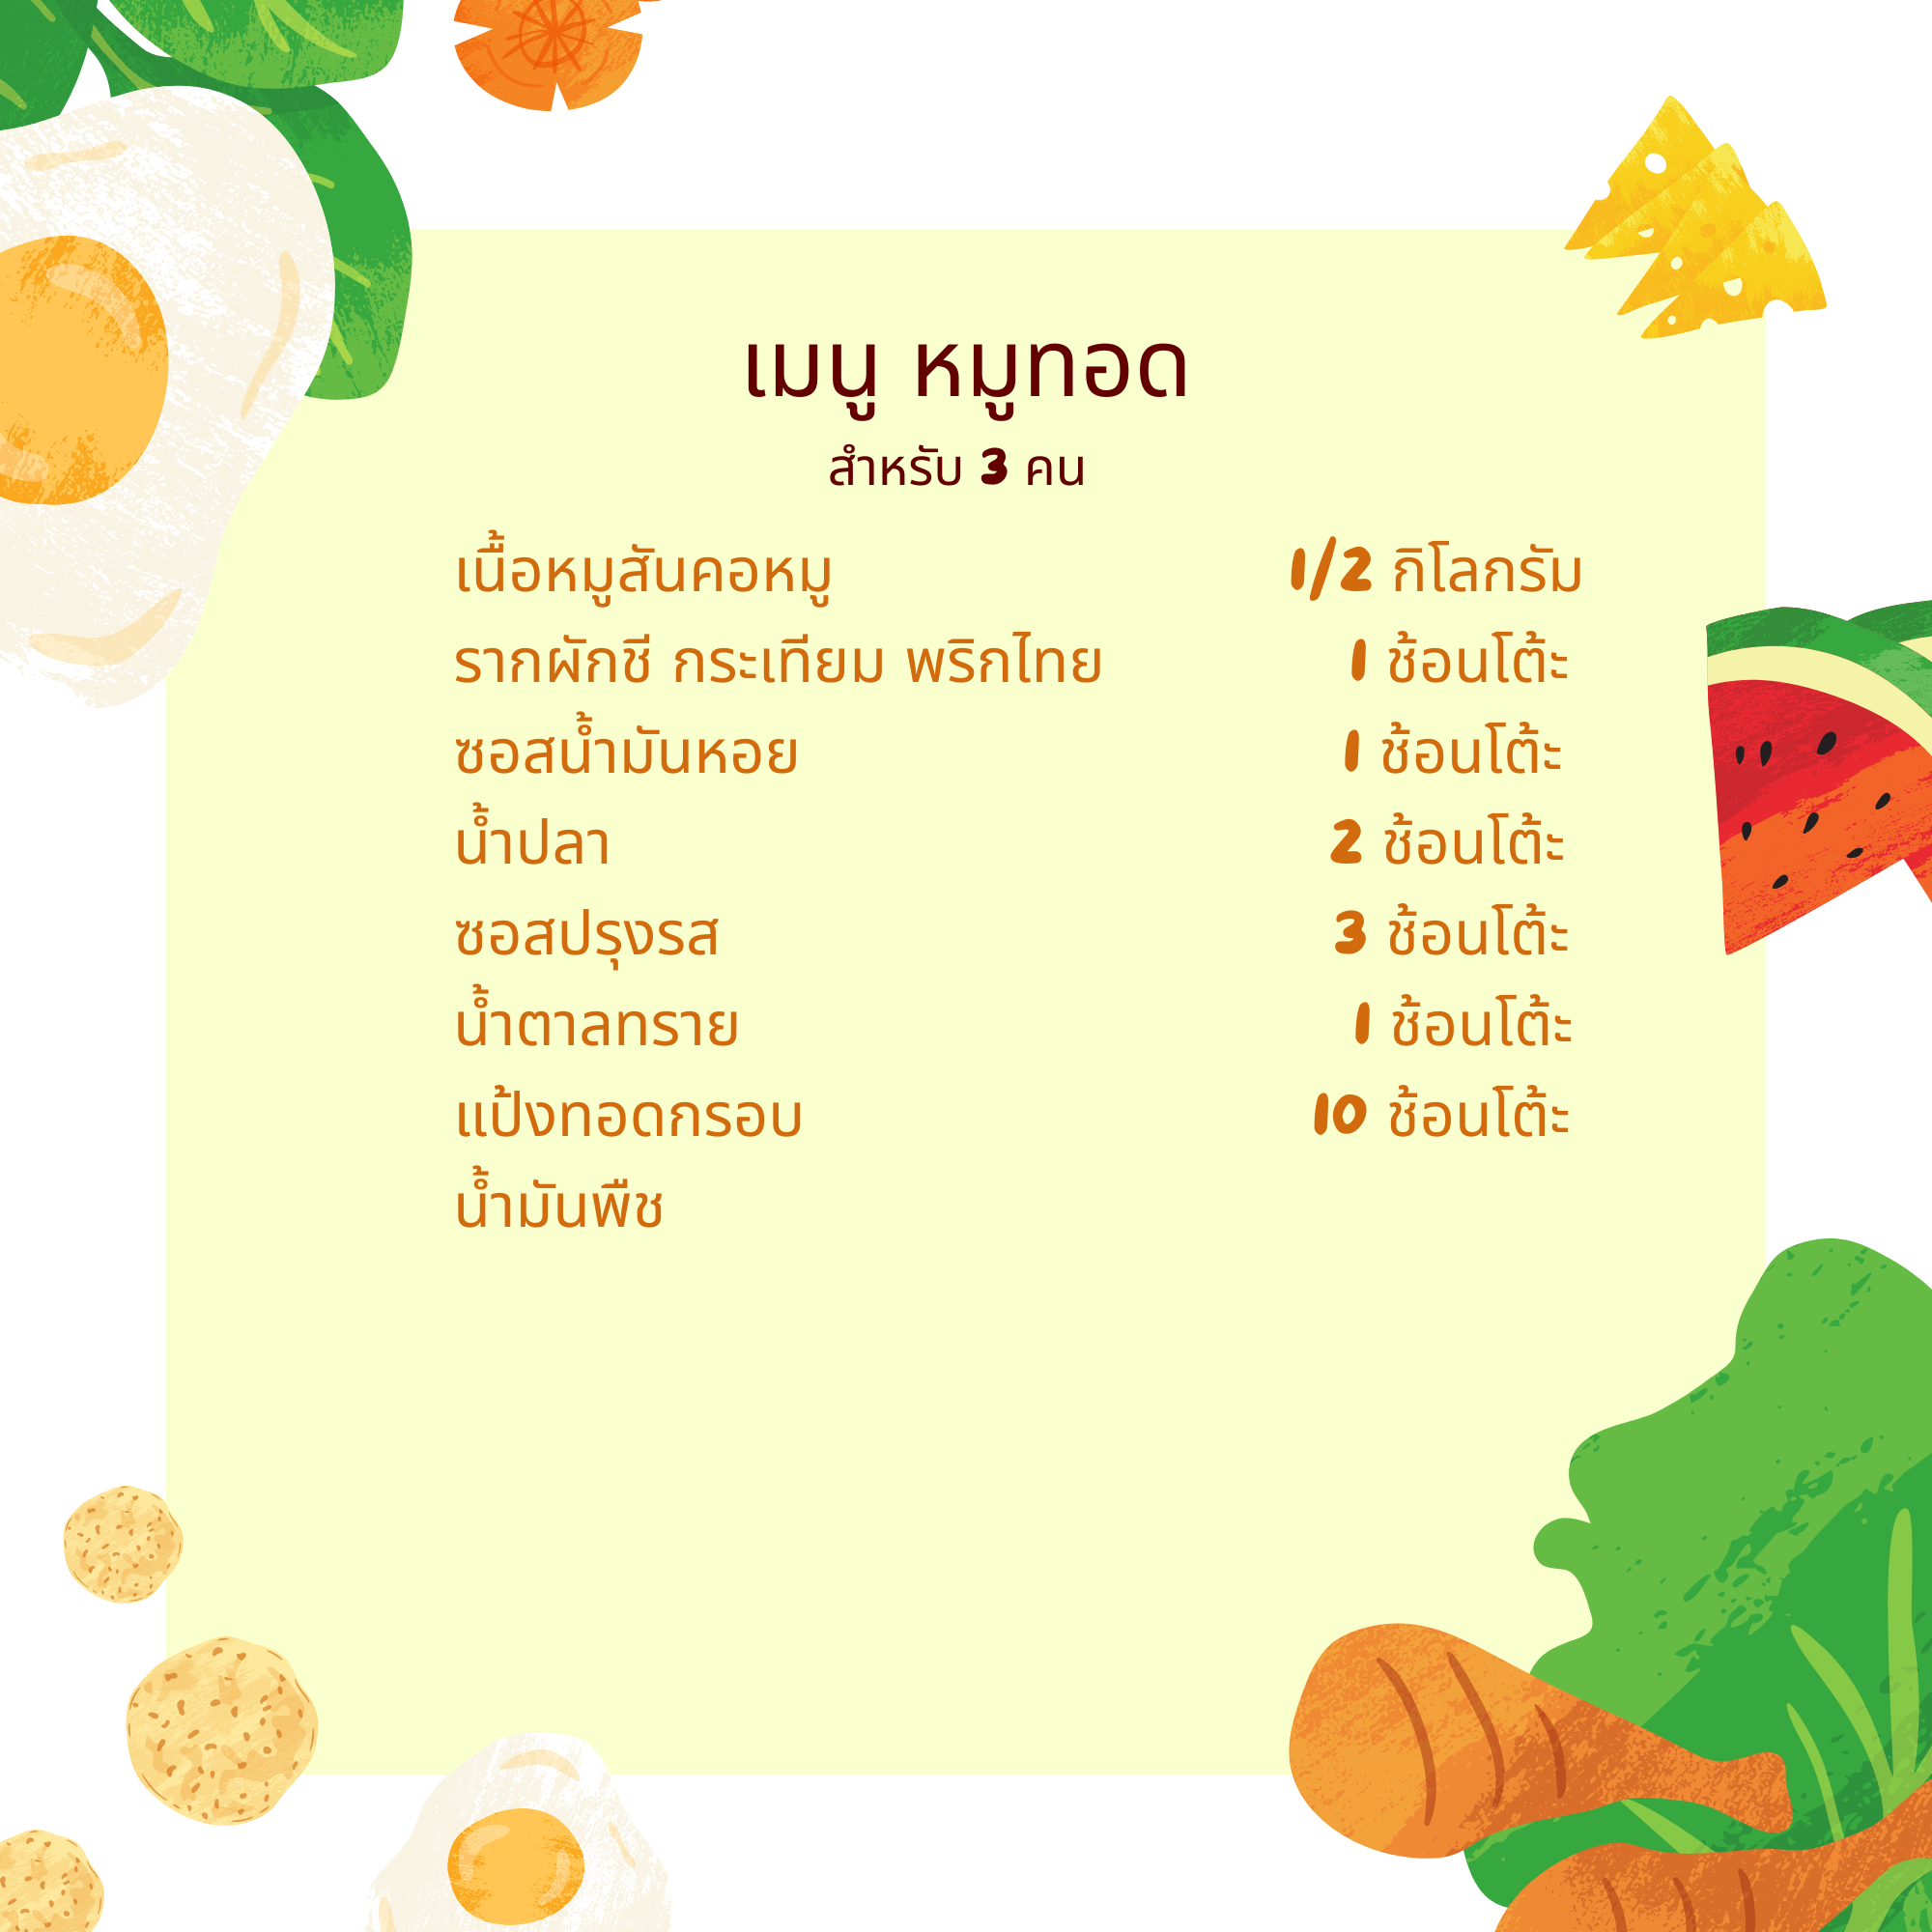 เมนู หมูทอด
สำหรับ 3 คน
เนื้อหมูสันคอหมู 1/2 กิโลกรัม
รากผักชี กระเทียม พริกไทย 1 ช้อนโต้ะ
ซอสน้ำมันหอย 1 ช้อนโต้ะ
น้ำปลา 2 ช้อนโต้ะ
ซอสปรุงรส 3 ช้อนโต้ะ
น้ำตาลทราย 1 ช้อนโต้ะ
แป้งทอดกรอบ 10 ช้อนโต้ะ
น้ำมันพืช